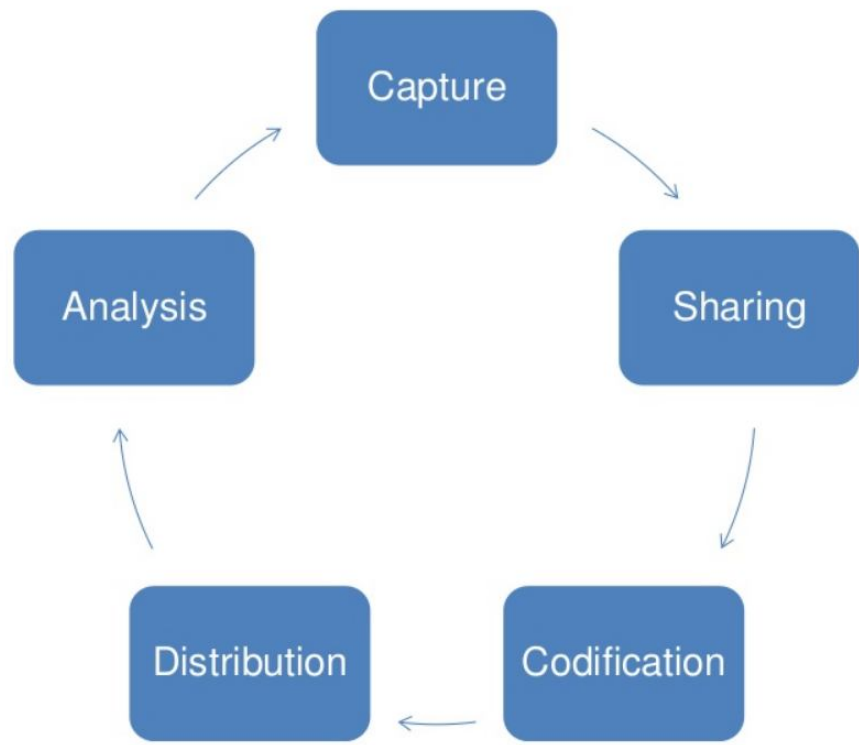 Capture
Sharing
Codification
Distribution
Analysis